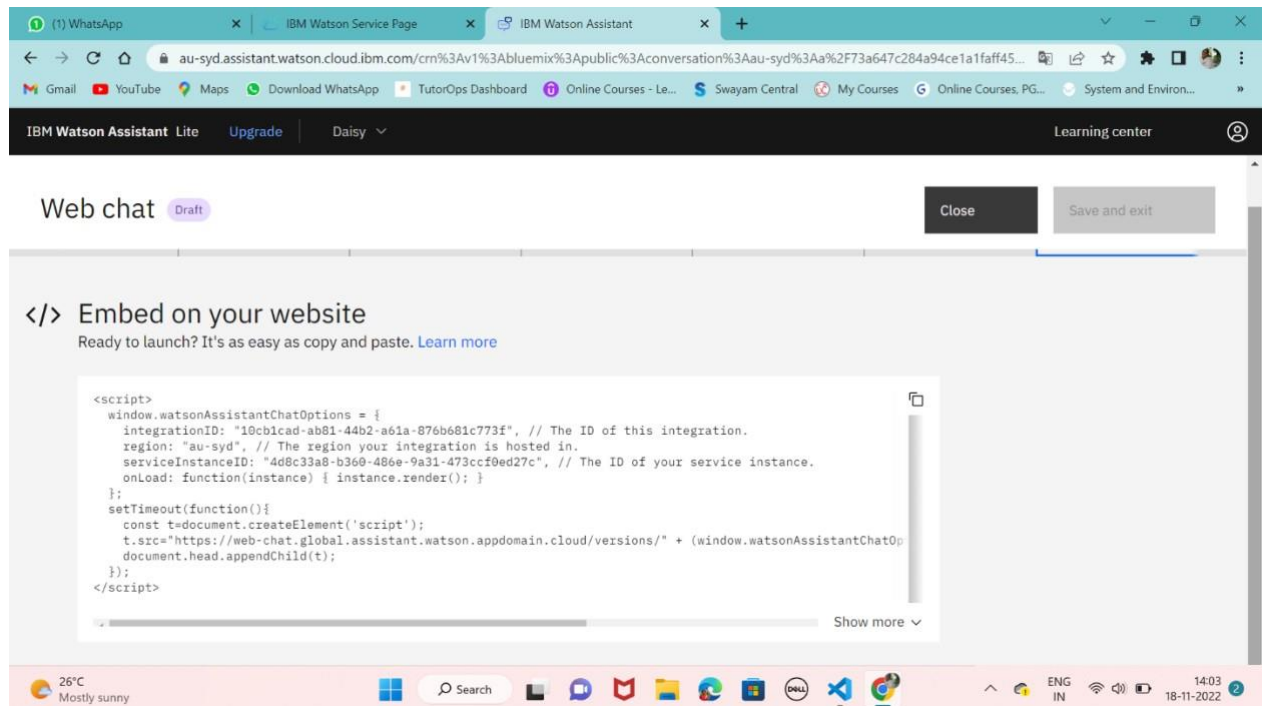 (1) WhatsApp
IBM Watson Service Page
IBM Watson Assistant
au-syd.assistant.watson.cloud.ibm.com/crn%3Av1%3Abluemix%3Apublic%3Aconversation%3Aau-syd%3Aa%2F73a647c284a94ce1a1faff45...
Gmail YouTube Maps Download WhatsApp TutorOps Dashboard Online Courses - Le... Swayam Central My Courses Online Courses, PG... System and Environ... »
IBM Watson Assistant Lite Upgrade Daisy Learning center
Web chat Draft Close Save and exit
</> Embed on your website
Ready to launch? It's as easy as copy and paste. Learn more
<script>
window.watsonAssistantChatOptions = {
integrationID: "10cb1cad-ab81-44b2-a61a-876b681c773f", // The ID of this integration.
region: "au-syd", // The region your integration is hosted in.
serviceInstanceID: "4d8c33a8-b360-486e-9a31-473ccf0ed27c", // The ID of your service instance.
onLoad: function(instance) { instance.render(); }
};
setTimeout(function(){
const t=document.createElement('script');
t.src="https://web-chat.global.assistant.watson.appdomain.cloud/versions/" + (window.watsonAssistantChatOp
document.head.appendChild(t);
});
</script>
Show more
26°C
Mostly sunny
Search
DELL
ENG
IN
14:03
18-11-2022
2